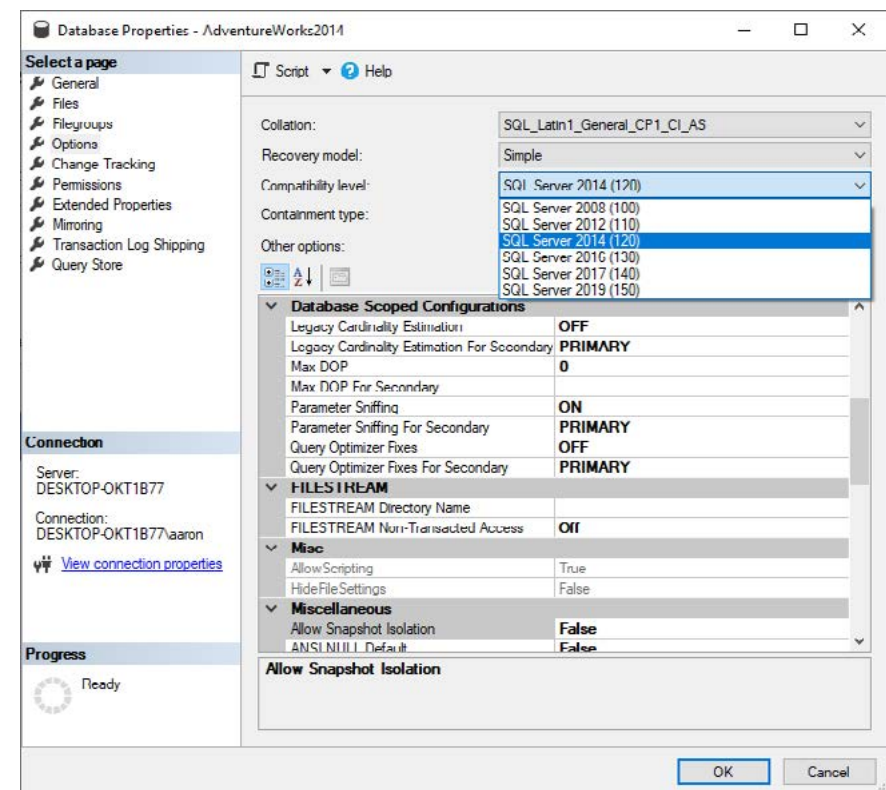 Database Properties - AdventureWorks2014
Select a page
General
Files
Filegroups
Options
Change Tracking
Permissions
Extended Properties
Mirroring
Transaction Log Shipping
Query Store
Connection
Server:
DESKTOP-OKT1B77
Connection:
DESKTOP-OKT1B77\aaron
View connection properties
Progress
Ready
Script Help
Collation: SQL_Latin1_General_CP1_CI_AS
Recovery model: Simple
Compatibility level: SQL Server 2014 (120)
Containment type:
Other options:
SQL Server 2008 (100)
SQL Server 2012 (110)
SQL Server 2014 (120)
SQL Server 2016 (130)
SQL Server 2017 (140)
SQL Server 2019 (150)
Database Scoped Configurations
Legacy Cardinality Estimation OFF
Legacy Cardinality Estimation For Secondary PRIMARY
Max DOP 0
Max DOP For Secondary
Parameter Sniffing ON
Parameter Sniffing For Secondary PRIMARY
Query Optimizer Fixes OFF
Query Optimizer Fixes For Secondary PRIMARY
FILESTREAM
FILESTREAM Directory Name
FILESTREAM Non-Transacted Access Off
Misc
AllowScripting True
HideFileSettings False
Miscellaneous
Allow Snapshot Isolation False
ANSI NULL Default False
Allow Snapshot Isolation
OK Cancel